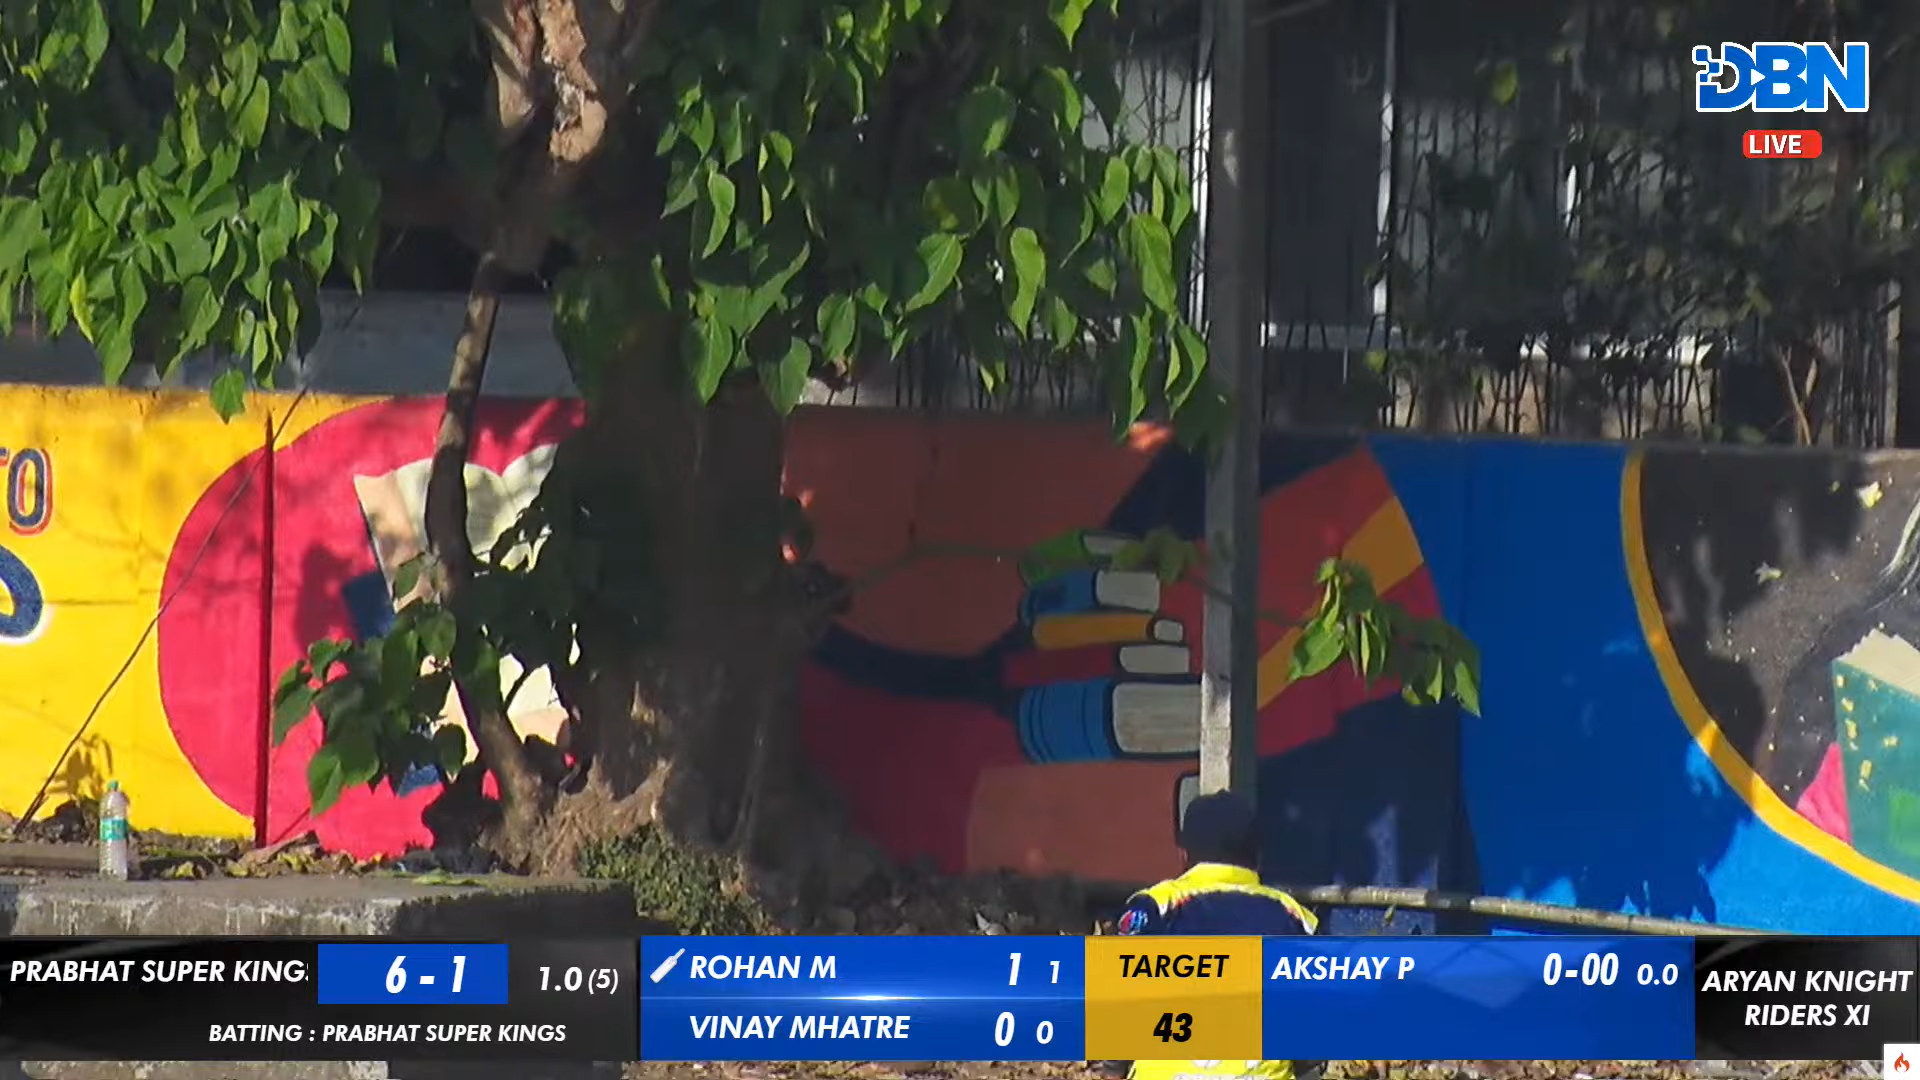 DBN
LIVE
TO
PRABHAT SUPER KING
6 - 1
1.0 (5)
BATTING : PRABHAT SUPER KINGS
ROHAN M 1 1
VINAY MHATRE 0 0
TARGET
43
AKSHAY P 0-00 0.0
ARYAN KNIGHT
RIDERS XI